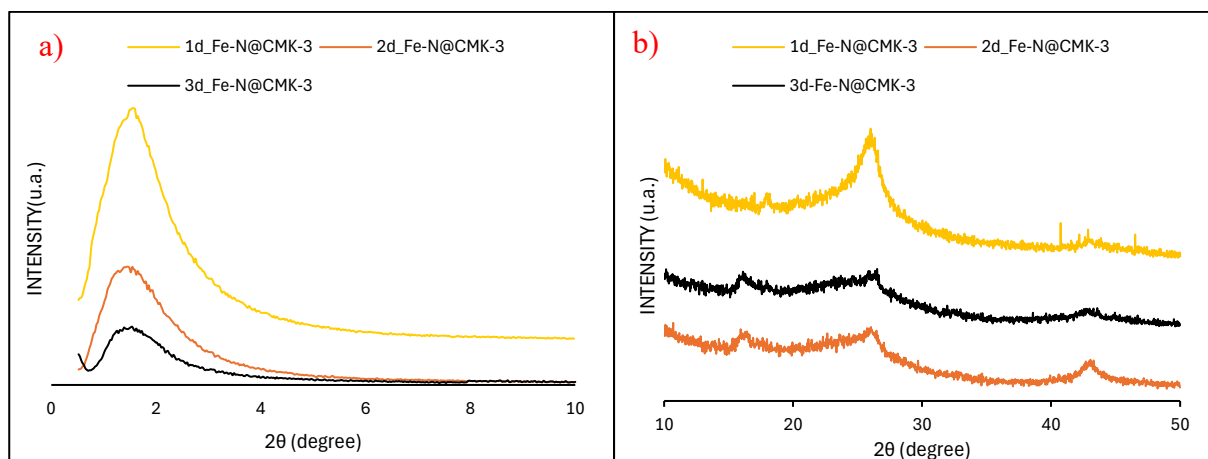 a)
1d_Fe-N@CMK-3 2d_Fe-N@CMK-3
3d_Fe-N@CMK-3
INTENSITY(u.a.)
0 2 4 6 8 10
2θ (degree)
b)
1d_Fe-N@CMK-3 2d_Fe-N@CMK-3
3d-Fe-N@CMK-3
INTENSITY (u.a.)
10 20 30 40 50
2θ (degree)